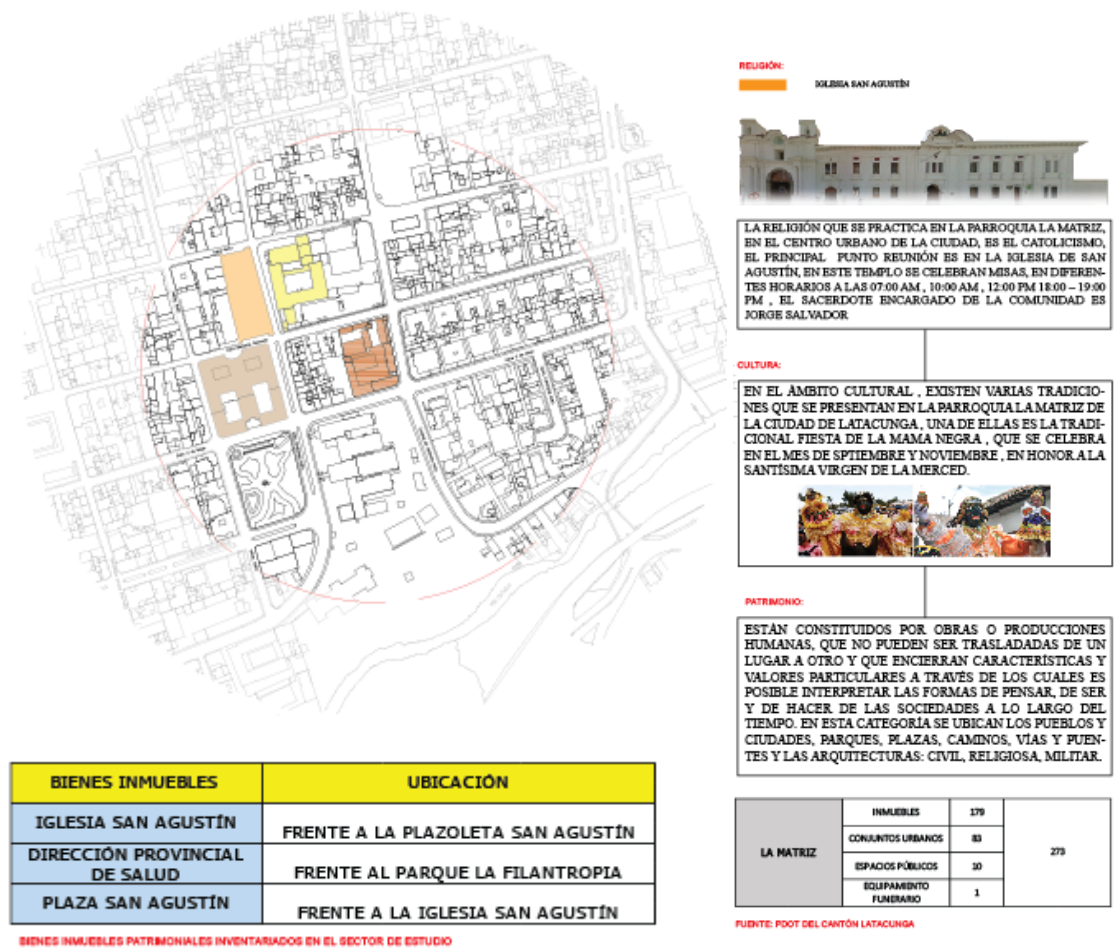 RELIGIÓN:
IGLESIA SAN AGUSTÍN
LA RELIGIÓN QUE SE PRACTICA EN LA PARROQUIA LA MATRIZ,
EN EL CENTRO URBANO DE LA CIUDAD, ES EL CATOLICISMO,
EL PRINCIPAL PUNTO REUNIÓN ES EN LA IGLESIA DE SAN
AGUSTÍN, EN ESTE TEMPLO SE CELEBRAN MISAS, EN DIFEREN-
TES HORARIOS A LAS 07:00 AM , 10:00 AM , 12:00 PM 18:00 – 19:00
PM , EL SACERDOTE ENCARGADO DE LA COMUNIDAD ES
JORGE SALVADOR
CULTURA:
EN EL ÁMBITO CULTURAL , EXISTEN VARIAS TRADICIO-
NES QUE SE PRESENTAN EN LA PARROQUIA LA MATRIZ DE
LA CIUDAD DE LATACUNGA , UNA DE ELLAS ES LA TRADI-
CIONAL FIESTA DE LA MAMA NEGRA , QUE SE CELEBRA
EN EL MES DE SPTIEMBRE Y NOVIEMBRE , EN HONOR A LA
SANTÍSIMA VIRGEN DE LA MERCED.
PATRIMONIO:
ESTÁN CONSTITUIDOS POR OBRAS O PRODUCCIONES
HUMANAS, QUE NO PUEDEN SER TRASLADADAS DE UN
LUGAR A OTRO Y QUE ENCIERRAN CARACTERÍSTICAS Y
VALORES PARTICULARES A TRAVÉS DE LOS CUALES ES
POSIBLE INTERPRETAR LAS FORMAS DE PENSAR, DE SER
Y DE HACER DE LAS SOCIEDADES A LO LARGO DEL
TIEMPO. EN ESTA CATEGORÍA SE UBICAN LOS PUEBLOS Y
CIUDADES, PARQUES, PLAZAS, CAMINOS, VÍAS Y PUEN-
TES Y LAS ARQUITECTURAS: CIVIL, RELIGIOSA, MILITAR.
BIENES INMUEBLES UBICACIÓN
IGLESIA SAN AGUSTÍN FRENTE A LA PLAZOLETA SAN AGUSTÍN
DIRECCIÓN PROVINCIAL
DE SALUD FRENTE AL PARQUE LA FILANTROPIA
PLAZA SAN AGUSTÍN FRENTE A LA IGLESIA SAN AGUSTÍN
BIENES INMUEBLES PATRIMONIALES INVENTARIADOS EN EL SECTOR DE ESTUDIO
LA MATRIZ
INMUEBLES 179
CONJUNTOS URBANOS 83
ESPACIOS PÚBLICOS 10
EQUIPAMIENTO
FUNERARIO 1
273
FUENTE: PDOT DEL CANTÓN LATACUNGA